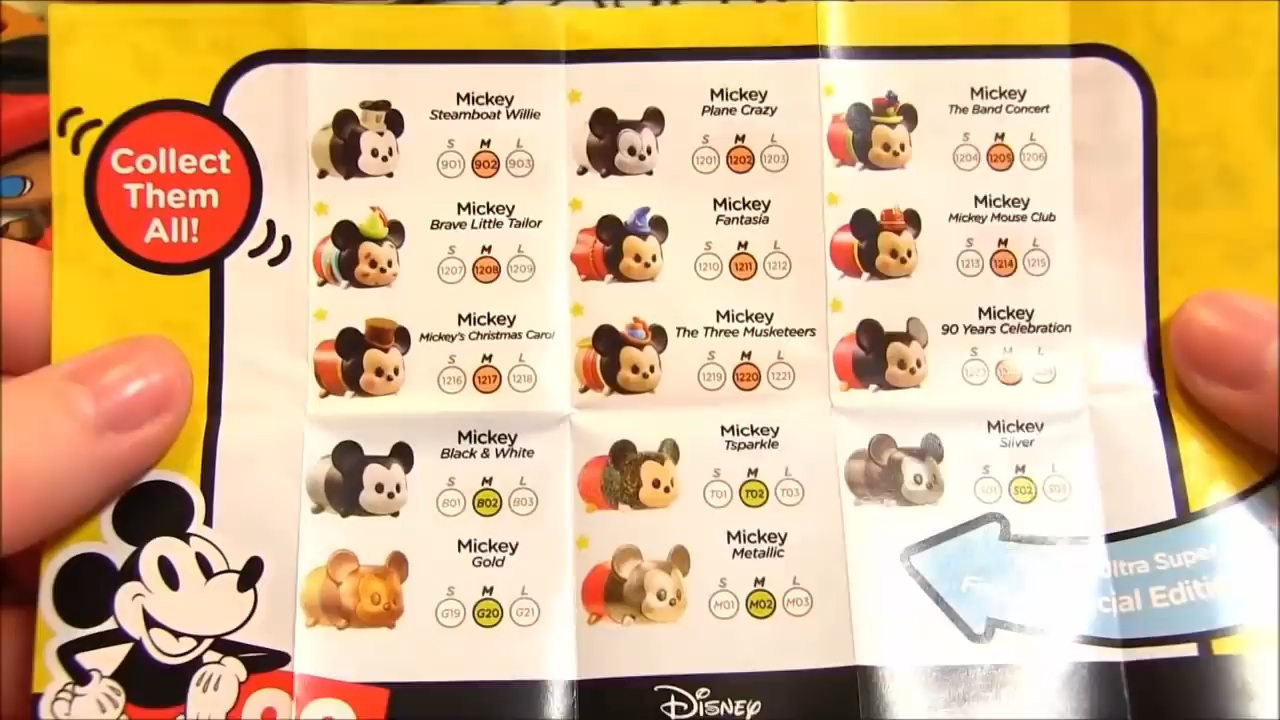 Collect
Them
All!
Mickey
Steamboat Willie
S M L
901 902 903
Mickey
Plane Crazy
S M L
1201 1202 1203
Mickey
The Band Concert
S M L
1204 1205 1206
Mickey
Brave Little Tailor
S M L
1207 1208 1209
Mickey
Fantasia
S M L
1210 1211 1212
Mickey
Mickey Mouse Club
S M L
1213 1214 1215
Mickey
Mickey's Christmas Carol
S M L
1216 1217 1218
Mickey
The Three Musketeers
S M L
1219 1220 1221
Mickey
90 Years Celebration
S M L
Mickey
Black & White
S M L
B01 B02 B03
Mickey
Tsparkle
S M L
T01 T02 T03
Mickey
Silver
S M L
S01 S02 S03
Mickey
Gold
S M L
G19 G20 G21
Mickey
Metallic
S M L
M01 M02 M03
Super
Disney